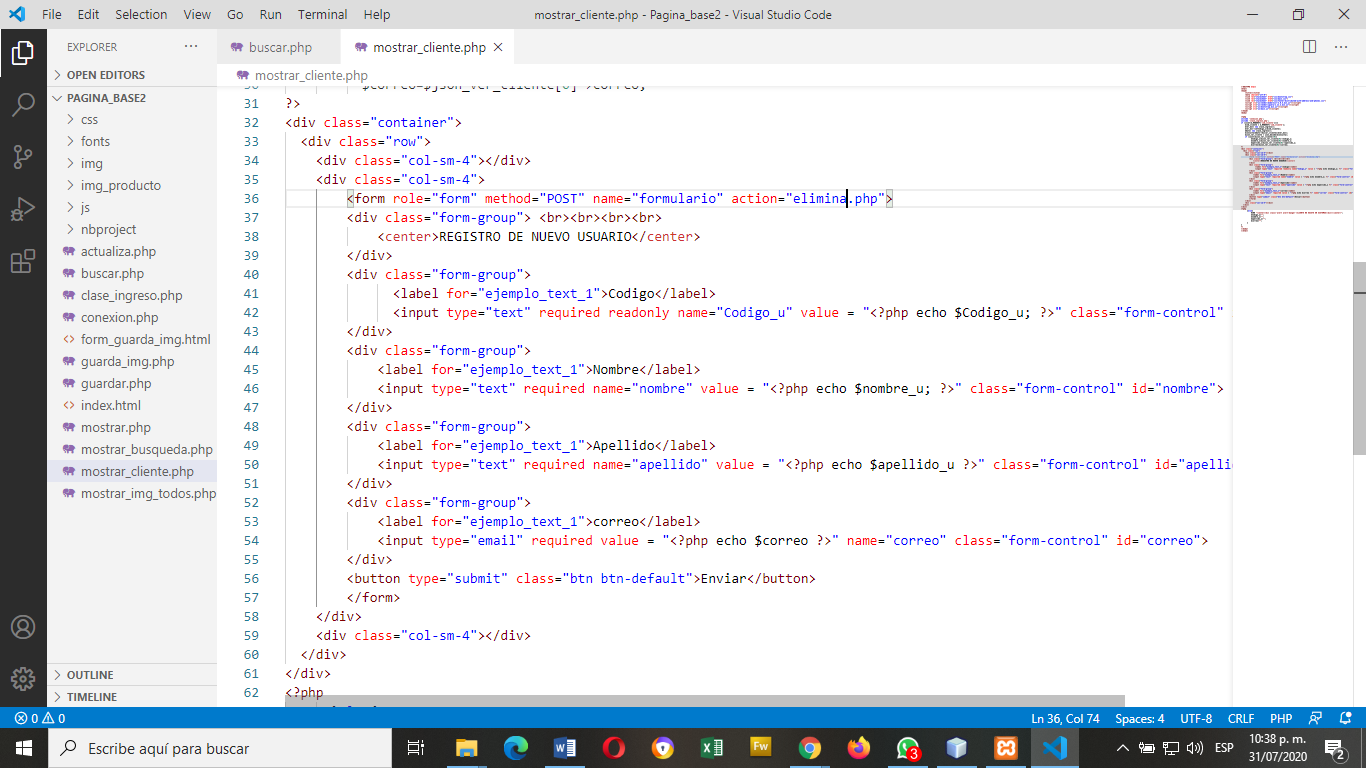 File Edit Selection View Go Run Terminal Help
mostrar_cliente.php - Pagina_base2 - Visual Studio Code
EXPLORER
OPEN EDITORS
PAGINA_BASE2
css
fonts
img
img_producto
js
nbproject
actualiza.php
buscar.php
clase_ingreso.php
conexion.php
form_guarda_img.html
guarda_img.php
guardar.php
index.html
mostrar.php
mostrar_busqueda.php
mostrar_cliente.php
mostrar_img_todos.php
OUTLINE
TIMELINE
buscar.php
mostrar_cliente.php
mostrar_cliente.php
31 ?>
32 <div class="container">
33 <div class="row">
34 <div class="col-sm-4"></div>
35 <div class="col-sm-4">
36 <form role="form" method="POST" name="formulario" action="elimina.php">
37 <div class="form-group"> <br><br><br><br>
38 <center>REGISTRO DE NUEVO USUARIO</center>
39 </div>
40 <div class="form-group">
41 <label for="ejemplo_text_1">Codigo</label>
42 <input type="text" required readonly name="Codigo_u" value = "<?php echo $Codigo_u; ?>" class="form-control"
43 </div>
44 <div class="form-group">
45 <label for="ejemplo_text_1">Nombre</label>
46 <input type="text" required name="nombre" value = "<?php echo $nombre_u; ?>" class="form-control" id="nombre">
47 </div>
48 <div class="form-group">
49 <label for="ejemplo_text_1">Apellido</label>
50 <input type="text" required name="apellido" value = "<?php echo $apellido_u ?>" class="form-control" id="apelli
51 </div>
52 <div class="form-group">
53 <label for="ejemplo_text_1">correo</label>
54 <input type="email" required value = "<?php echo $correo ?>" name="correo" class="form-control" id="correo">
55 </div>
56 <button type="submit" class="btn btn-default">Enviar</button>
57 </form>
58 </div>
59 <div class="col-sm-4"></div>
60 </div>
61 </div>
62 <?php
0 0
Ln 36, Col 74 Spaces: 4 UTF-8 CRLF PHP
Escribe aquí para buscar
W
Fw
3
ESP
10:38 p. m.
31/07/2020
2